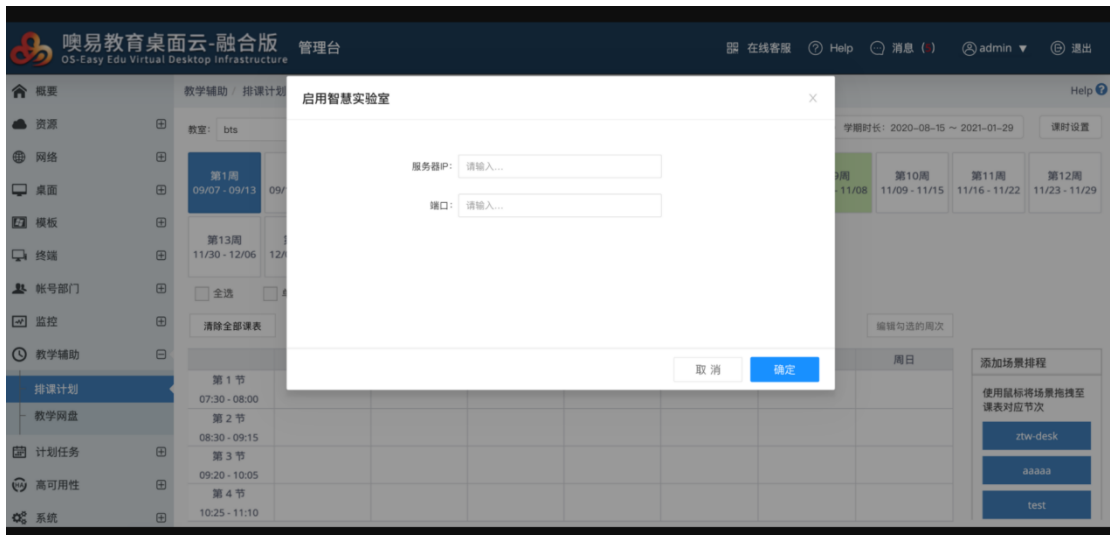 噢易教育桌面云-融合版 管理台
OS-Easy Edu Virtual Desktop Infrastructure
在线客服 Help 消息 ( ) admin 退出
概要
资源
网络
桌面
模板
终端
帐号部门
监控
教学辅助
排课计划
教学网盘
计划任务
高可用性
系统
教学辅助 / 排课计划
Help
教室: bts
学期时长: 2020-08-15 ~ 2021-01-29
课时设置
第1周
09/07 - 09/13
09/
周
- 11/08
第10周
11/09 - 11/15
第11周
11/16 - 11/22
第12周
11/23 - 11/29
第13周
11/30 - 12/06
全选
清除全部课表
编辑勾选的周次
启用智慧实验室
服务器IP: 请输入...
端口: 请输入...
取 消
确定
周日
第 1 节
07:30 - 08:00
第 2 节
08:30 - 09:15
第 3 节
09:20 - 10:05
第 4 节
10:25 - 11:10
添加场景排程
使用鼠标将场景拖拽至
课表对应节次
ztw-desk
aaaaa
test